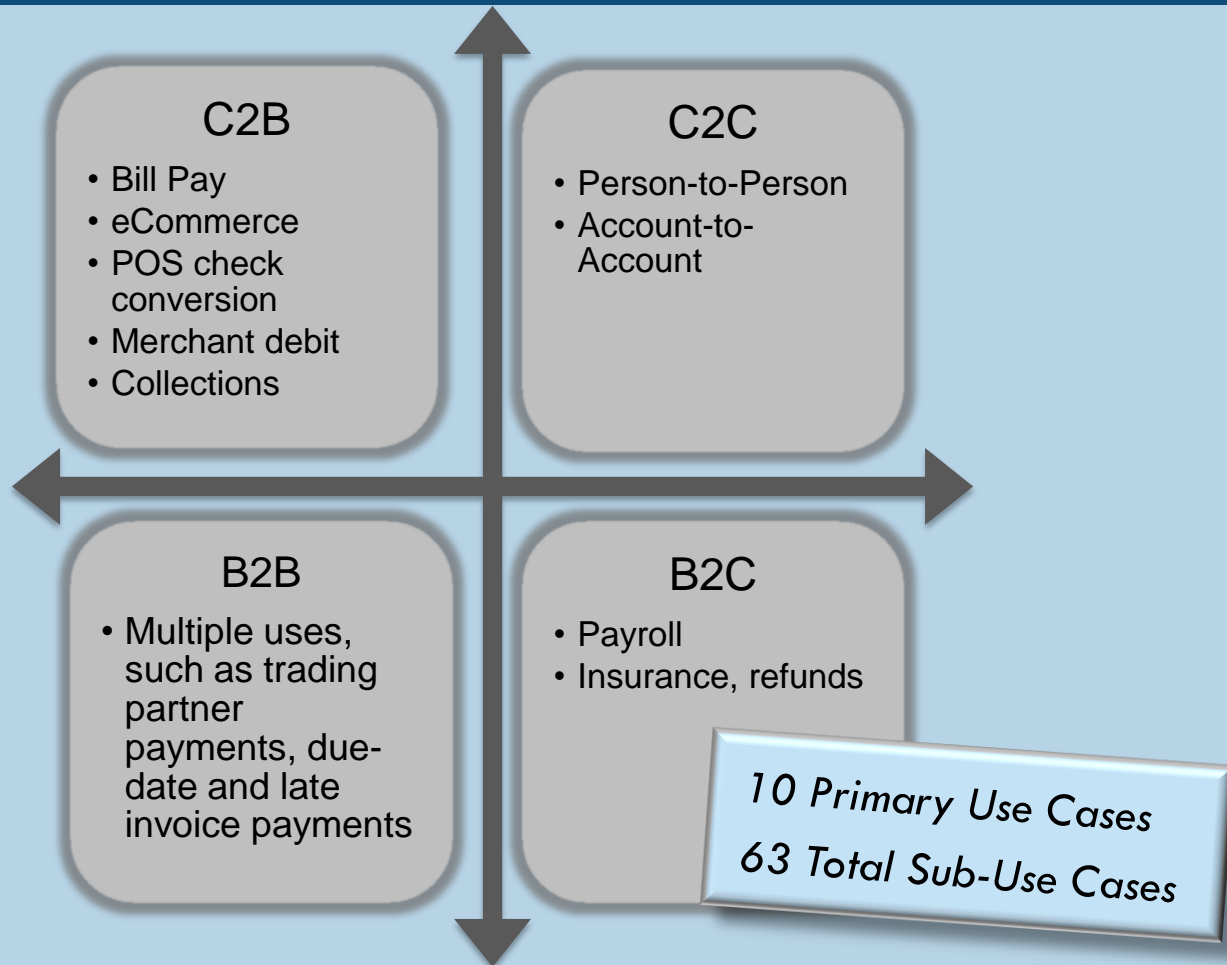 C2B
• Bill Pay
• eCommerce
• POS check
conversion
• Merchant debit
• Collections
C2C
• Person-to-Person
• Account-to-
Account
B2B
• Multiple uses,
such as trading
partner
payments, due-
date and late
invoice payments
B2C
• Payroll
• Insurance, refunds
10 Primary Use Cases
63 Total Sub-Use Cases